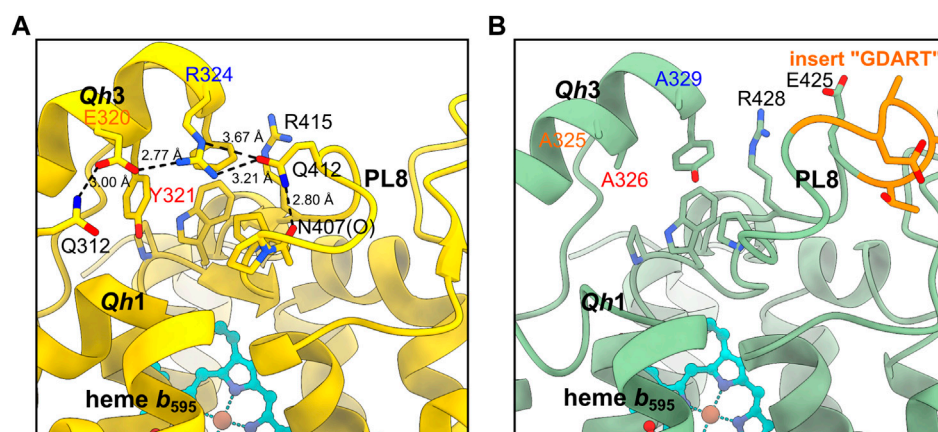 A
R324
Qh3
E320
3.67 Å
R415
2.77 Å
Q412
3.21 Å
3.00 Å
PL8
Y321
2.80 Å
Q312
N407(O)
Qh1
heme b595
B
insert "GDART"
A329
E425
Qh3
R428
A325
A326
PL8
Qh1
heme b595